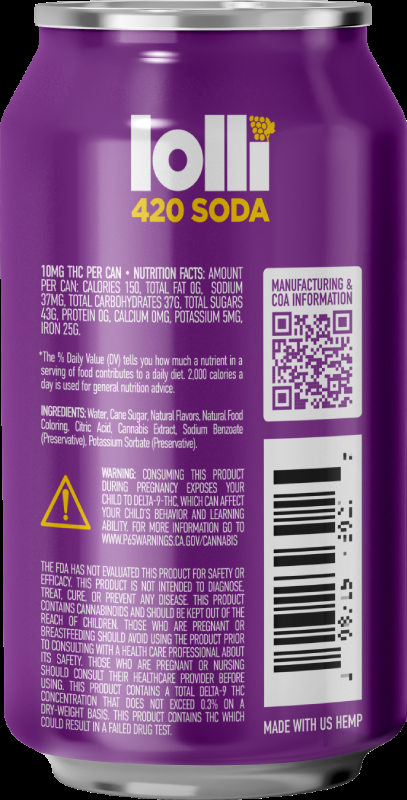 lolli
420 SODA
10MG THC PER CAN • NUTRITION FACTS: AMOUNT
PER CAN: CALORIES 150, TOTAL FAT 0G, SODIUM
37MG, TOTAL CARBOHYDRATES 37G, TOTAL SUGARS
43G, PROTEIN 0G, CALCIUM 0MG, POTASSIUM 5MG,
IRON 25G.
*The % Daily Value (DV) tells you how much a nutrient in a
serving of food contributes to a daily diet. 2,000 calories a
day is used for general nutrition advice.
INGREDIENTS: Water, Cane Sugar, Natural Flavors, Natural Food
Coloring, Citric Acid, Cannabis Extract, Sodium Benzoate
(Preservative), Potassium Sorbate (Preservative).
WARNING: CONSUMING THIS PRODUCT
DURING PREGNANCY EXPOSES YOUR
CHILD TO DELTA-9-THC, WHICH CAN AFFECT
YOUR CHILD'S BEHAVIOR AND LEARNING
ABILITY. FOR MORE INFORMATION GO TO
WWW.P65WARNINGS.CA.GOV/CANNABIS
THE FDA HAS NOT EVALUATED THIS PRODUCT FOR SAFETY OR
EFFICACY. THIS PRODUCT IS NOT INTENDED TO DIAGNOSE,
TREAT, CURE, OR PREVENT ANY DISEASE. THIS PRODUCT
CONTAINS CANNABINOIDS AND SHOULD BE KEPT OUT OF THE
REACH OF CHILDREN. THOSE WHO ARE PREGNANT OR
BREASTFEEDING SHOULD AVOID USING THE PRODUCT PRIOR
TO CONSULTING WITH A HEALTH CARE PROFESSIONAL ABOUT
ITS SAFETY. THOSE WHO ARE PREGNANT OR NURSING
SHOULD CONSULT THEIR HEALTHCARE PROVIDER BEFORE
USING. THIS PRODUCT CONTAINS A TOTAL DELTA-9 THC
CONCENTRATION THAT DOES NOT EXCEED 0.3% ON A
DRY-WEIGHT BASIS. THIS PRODUCT CONTAINS THC WHICH
COULD RESULT IN A FAILED DRUG TEST.
MANUFACTURING &
COA INFORMATION
MADE WITH US HEMP